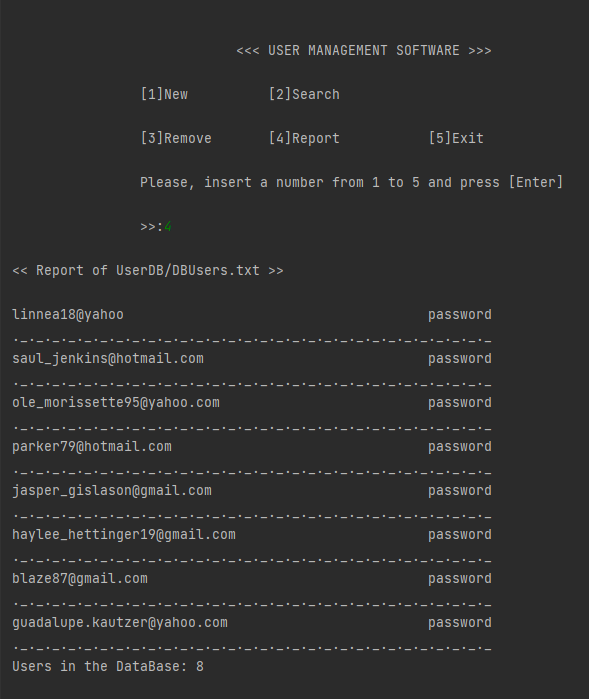 <<< USER MANAGEMENT SOFTWARE >>>
[1]New [2]Search
[3]Remove [4]Report [5]Exit
Please, insert a number from 1 to 5 and press [Enter]
>>:4
<< Report of UserDB/DBUsers.txt >>
linnea18@yahoo password
._._._._._._._._._._._._._._._._._._._._._._._._._._._._._._
saul_jenkins@hotmail.com password
._._._._._._._._._._._._._._._._._._._._._._._._._._._._._._
ole_morissette95@yahoo.com password
._._._._._._._._._._._._._._._._._._._._._._._._._._._._._._
parker79@hotmail.com password
._._._._._._._._._._._._._._._._._._._._._._._._._._._._._._
jasper_gislason@gmail.com password
._._._._._._._._._._._._._._._._._._._._._._._._._._._._._._
haylee_hettinger19@gmail.com password
._._._._._._._._._._._._._._._._._._._._._._._._._._._._._._
blaze87@gmail.com password
._._._._._._._._._._._._._._._._._._._._._._._._._._._._._._
guadalupe.kautzer@yahoo.com password
._._._._._._._._._._._._._._._._._._._._._._._._._._._._._._
Users in the DataBase: 8